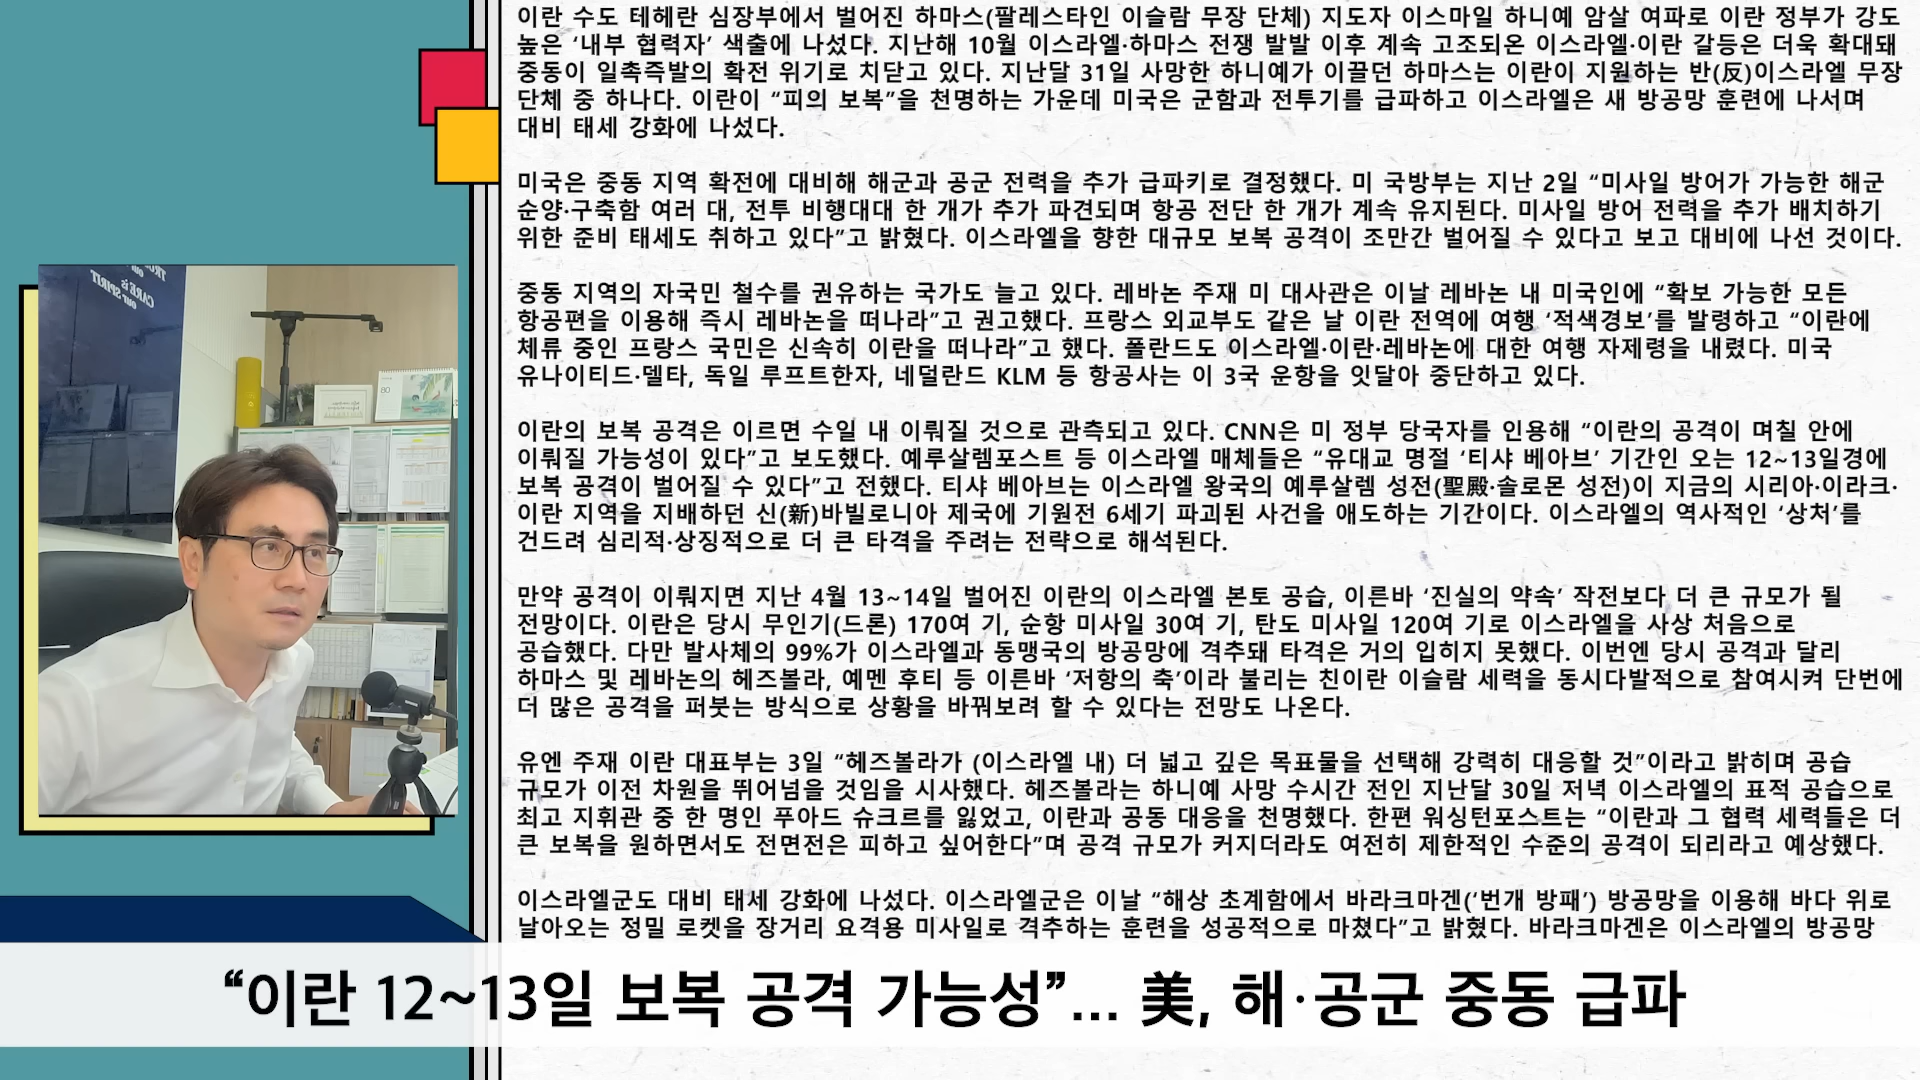 이란 수도 테헤란 심장부에서 벌어진 하마스(팔레스타인 이슬람 무장 단체) 지도자 이스마일 하니예 암살 여파로 이란 정부가 강도
높은 ‘내부 협력자’ 색출에 나섰다. 지난해 10월 이스라엘·하마스 전쟁 발발 이후 계속 고조되온 이스라엘·이란 갈등은 더욱 확대돼
중동이 일촉즉발의 확전 위기로 치닫고 있다. 지난달 31일 사망한 하니예가 이끌던 하마스는 이란이 지원하는 반(反)이스라엘 무장
단체 중 하나다. 이란이 “피의 보복”을 천명하는 가운데 미국은 군함과 전투기를 급파하고 이스라엘은 새 방공망 훈련에 나서며
대비 태세 강화에 나섰다.
미국은 중동 지역 확전에 대비해 해군과 공군 전력을 추가 급파키로 결정했다. 미 국방부는 지난 2일 “미사일 방어가 가능한 해군
순양·구축함 여러 대, 전투 비행대대 한 개가 추가 파견되며 항공 전단 한 개가 계속 유지된다. 미사일 방어 전력을 추가 배치하기
위한 준비 태세도 취하고 있다”고 밝혔다. 이스라엘을 향한 대규모 보복 공격이 조만간 벌어질 수 있다고 보고 대비에 나선 것이다.
중동 지역의 자국민 철수를 권유하는 국가도 늘고 있다. 레바논 주재 미 대사관은 이날 레바논 내 미국인에 “확보 가능한 모든
항공편을 이용해 즉시 레바논을 떠나라”고 권고했다. 프랑스 외교부도 같은 날 이란 전역에 여행 ‘적색경보’를 발령하고 “이란에
체류 중인 프랑스 국민은 신속히 이란을 떠나라”고 했다. 폴란드도 이스라엘·이란·레바논에 대한 여행 자제령을 내렸다. 미국
유나이티드·델타, 독일 루프트한자, 네덜란드 KLM 등 항공사는 이 3국 운항을 잇달아 중단하고 있다.
이란의 보복 공격은 이르면 수일 내 이뤄질 것으로 관측되고 있다. CNN은 미 정부 당국자를 인용해 “이란의 공격이 며칠 안에
이뤄질 가능성이 있다”고 보도했다. 예루살렘포스트 등 이스라엘 매체들은 “유대교 명절 ‘티샤 베아브’ 기간인 오는 12~13일경에
보복 공격이 벌어질 수 있다”고 전했다. 티샤 베아브는 이스라엘 왕국의 예루살렘 성전(聖殿·솔로몬 성전)이 지금의 시리아·이라크·
이란 지역을 지배하던 신(新)바빌로니아 제국에 기원전 6세기 파괴된 사건을 애도하는 기간이다. 이스라엘의 역사적인 ‘상처’를
건드려 심리적·상징적으로 더 큰 타격을 주려는 전략으로 해석된다.
만약 공격이 이뤄지면 지난 4월 13~14일 벌어진 이란의 이스라엘 본토 공습, 이른바 ‘진실의 약속’ 작전보다 더 큰 규모가 될
전망이다. 이란은 당시 무인기(드론) 170여 기, 순항 미사일 30여 기, 탄도 미사일 120여 기로 이스라엘을 사상 처음으로
공습했다. 다만 발사체의 99%가 이스라엘과 동맹국의 방공망에 격추돼 타격은 거의 입히지 못했다. 이번엔 당시 공격과 달리
하마스 및 레바논의 헤즈볼라, 예멘 후티 등 이른바 ‘저항의 축’이라 불리는 친이란 이슬람 세력을 동시다발적으로 참여시켜 단번에
더 많은 공격을 퍼붓는 방식으로 상황을 바꿔보려 할 수 있다는 전망도 나온다.
유엔 주재 이란 대표부는 3일 “헤즈볼라가 (이스라엘 내) 더 넓고 깊은 목표물을 선택해 강력히 대응할 것”이라고 밝히며 공습
규모가 이전 차원을 뛰어넘을 것임을 시사했다. 헤즈볼라는 하니예 사망 수시간 전인 지난달 30일 저녁 이스라엘의 표적 공습으로
최고 지휘관 중 한 명인 푸아드 슈크르를 잃었고, 이란과 공동 대응을 천명했다. 한편 워싱턴포스트는 “이란과 그 협력 세력들은 더
큰 보복을 원하면서도 전면전은 피하고 싶어한다”며 공격 규모가 커지더라도 여전히 제한적인 수준의 공격이 되리라고 예상했다.
이스라엘군도 대비 태세 강화에 나섰다. 이스라엘군은 이날 “해상 초계함에서 바라크마겐(‘번개 방패’) 방공망을 이용해 바다 위로
날아오는 정밀 로켓을 장거리 요격용 미사일로 격추하는 훈련을 성공적으로 마쳤다”고 밝혔다. 바라크마겐은 이스라엘의 방공망
CARE is
our SPIRIT
“이란 12~13일 보복 공격 가능성”... 美, 해·공군 중동 급파